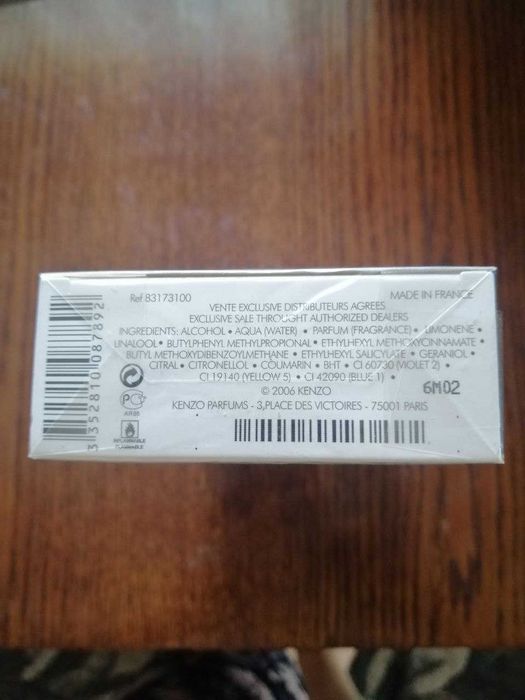 Ref 83173100
MADE IN FRANCE
VENTE EXCLUSIVE DISTRIBUTEURS AGREES
EXCLUSIVE SALE THROUGHT AUTHORIZED DEALERS
INGREDIENTS: ALCOHOL • AQUA (WATER) • PARFUM (FRAGRANCE) • LIMONENE •
LINALOOL • BUTYLPHENYL METHYLPROPIONAL • ETHYLHEXYL METHOXYCINNAMATE •
BUTYL METHOXYDIBENZOYLMETHANE • ETHYLHEXYL SALICYLATE • GERANIOL •
CITRAL • CITRONELLOL • COUMARIN • BHT • CI 60730 (VIOLET 2) •
CI 19140 (YELLOW 5) • CI 42090 (BLUE 1) •
6M02
© 2006 KENZO
KENZO PARFUMS - 3, PLACE DES VICTOIRES - 75001 PARIS
3 352810 087892
INFLAMMABLE
FLAMMABLE